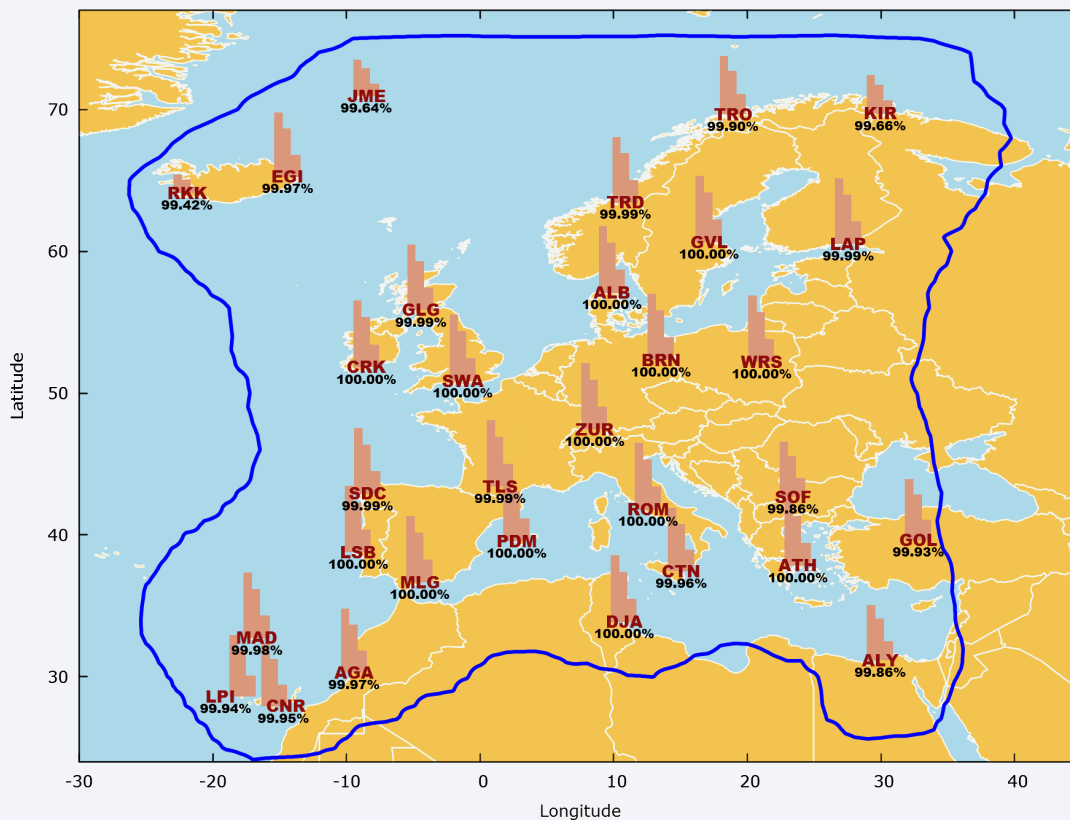 70
60
50
40
30
Latitude
JME
99.64%
TRO
99.90%
KIR
99.66%
EGI
99.97%
RKK
99.42%
TRD
99.99%
GVL
100.00%
LAP
99.99%
ALB
100.00%
GLG
99.99%
CRK
100.00%
SWA
100.00%
BRN
100.00%
WRS
100.00%
ZUR
100.00%
TLS
99.99%
SDC
99.99%
ROM
100.00%
SOF
99.86%
LSB
100.00%
PDM
100.00%
GOL
99.93%
MLG
100.00%
CTN
99.96%
ATH
100.00%
MAD
99.98%
DJA
100.00%
AGA
99.97%
ALY
99.86%
LPI
99.94%
CNR
99.95%
-30
-20
-10
0
10
20
30
40
Longitude